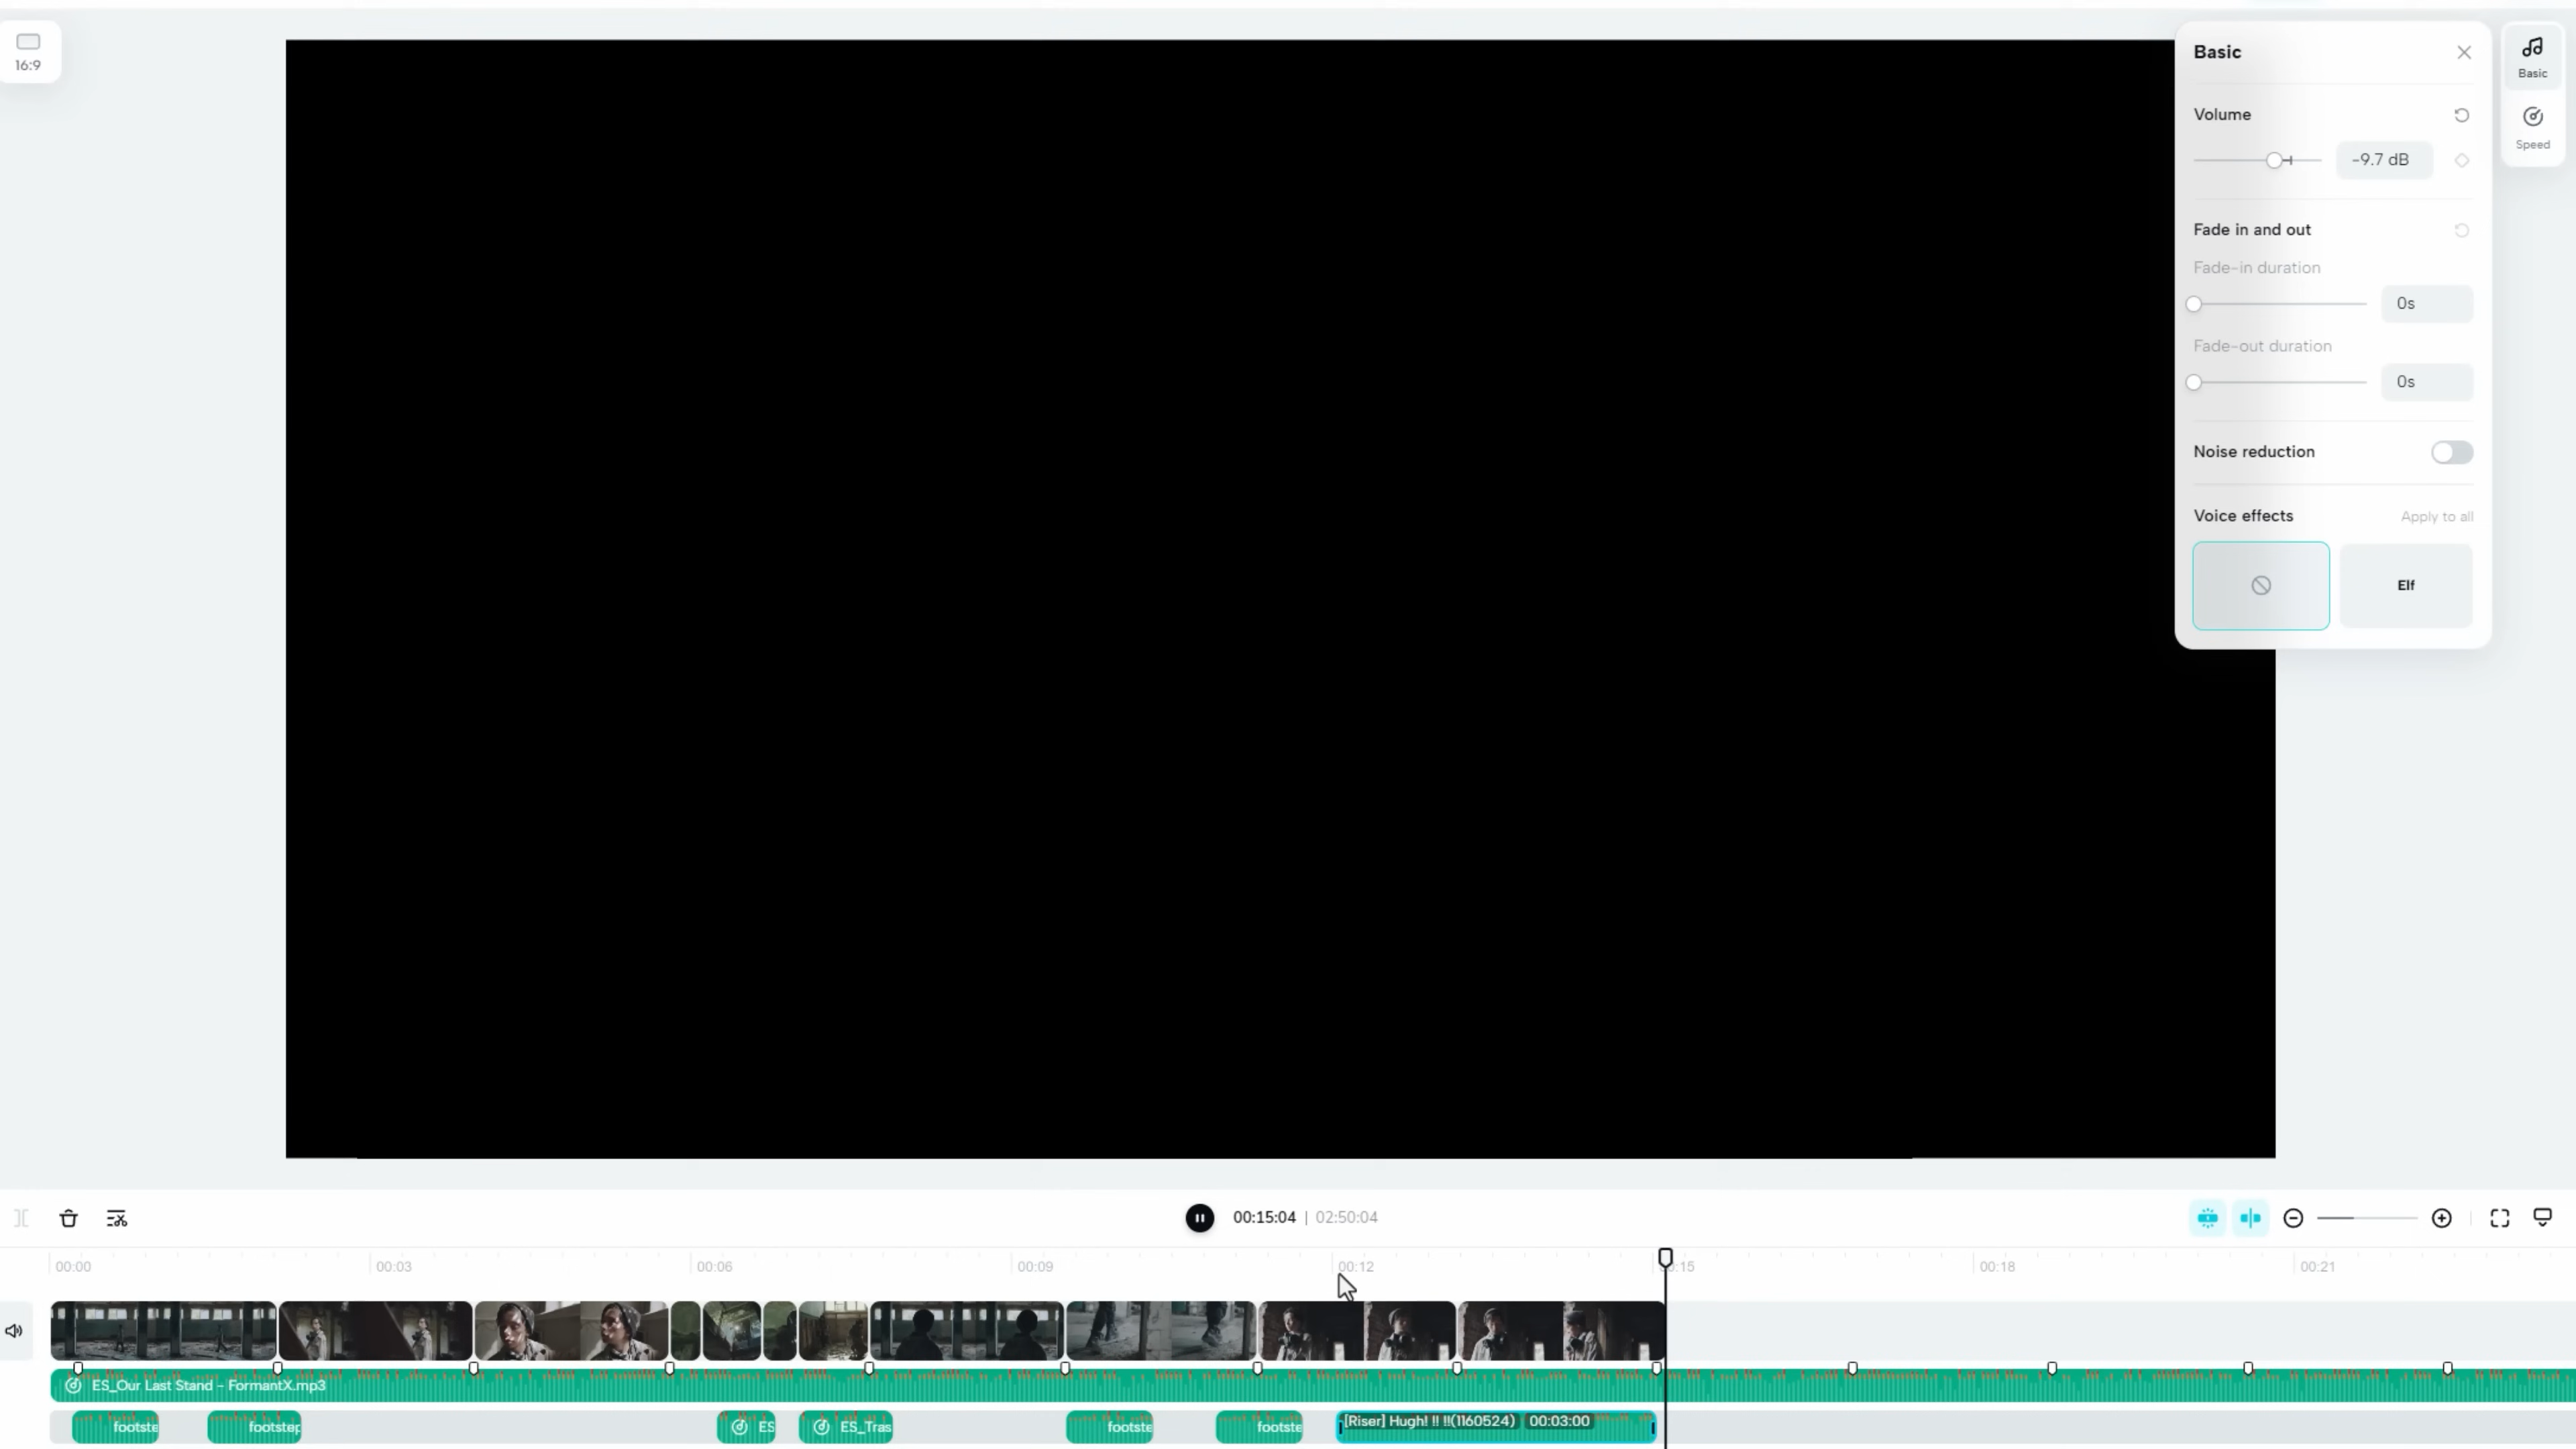 16:9
Basic
Basic
Volume
-9.7 dB
Speed
Fade in and out
Fade-in duration
0s
Fade-out duration
0s
Noise reduction
Voice effects Apply to all
Elf
00:15:04 | 02:50:04
00:00 00:03 00:06 00:09 00:12 :15 00:18 00:21
ES_Our Last Stand - FormantX.mp3
footste footstep ES ES_Tras footste footste [Riser] Hugh! !! !!(1160524) 00:03:00